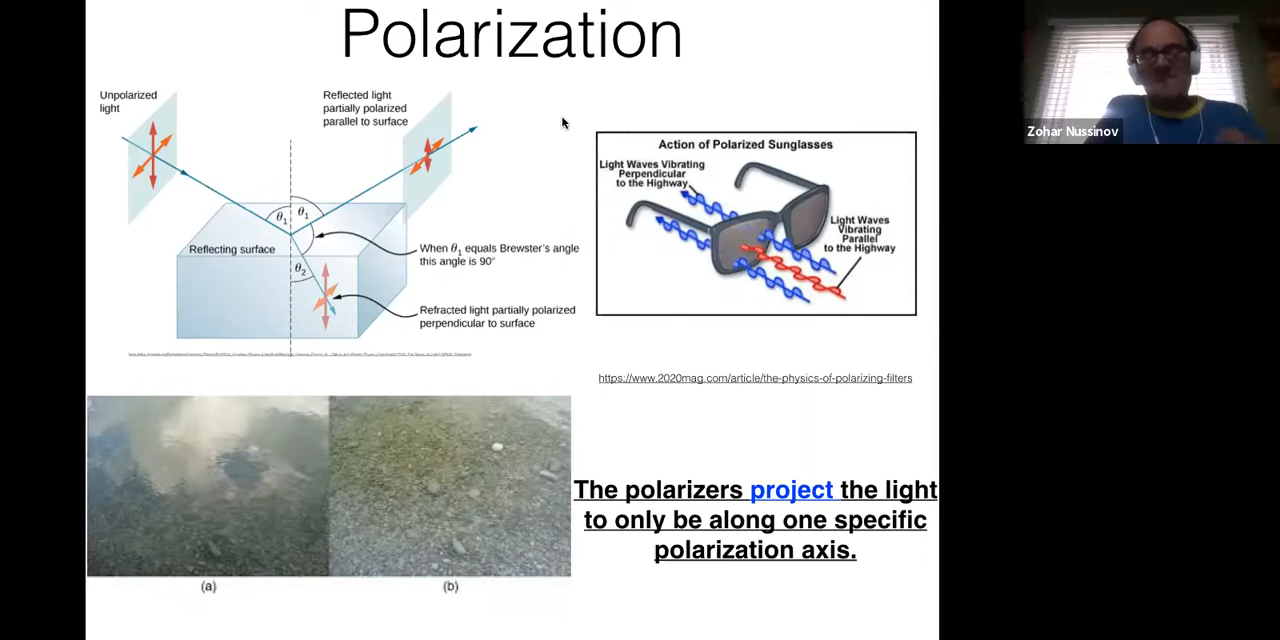 Polarization
Unpolarized
light
Reflected light
partially polarized
parallel to surface
θ1
θ1
Reflecting surface
θ2
When θ1 equals Brewster's angle
this angle is 90°
Refracted light partially polarized
perpendicular to surface
Action of Polarized Sunglasses
Light Waves Vibrating
Perpendicular
to the Highway
Light Waves
Vibrating
Parallel
to the Highway
https://www.2020mag.com/article/the-physics-of-polarizing-filters
(a)
(b)
The polarizers project the light
to only be along one specific
polarization axis.
Zohar Nussinov